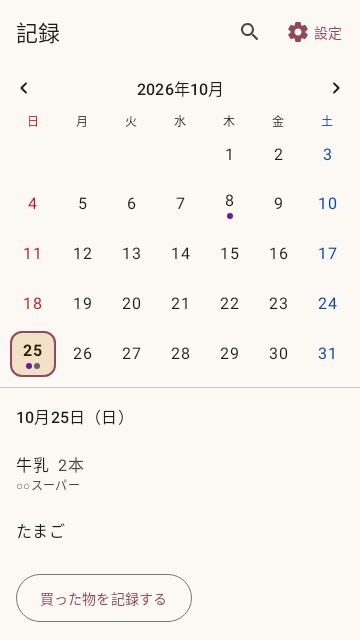 記録
設定
2026年10月
日 月 火 水 木 金 土
1 2 3
4 5 6 7 8 9 10
11 12 13 14 15 16 17
18 19 20 21 22 23 24
25 26 27 28 29 30 31
10月25日（日）
牛乳 2本
○○スーパー
たまご
買った物を記録する